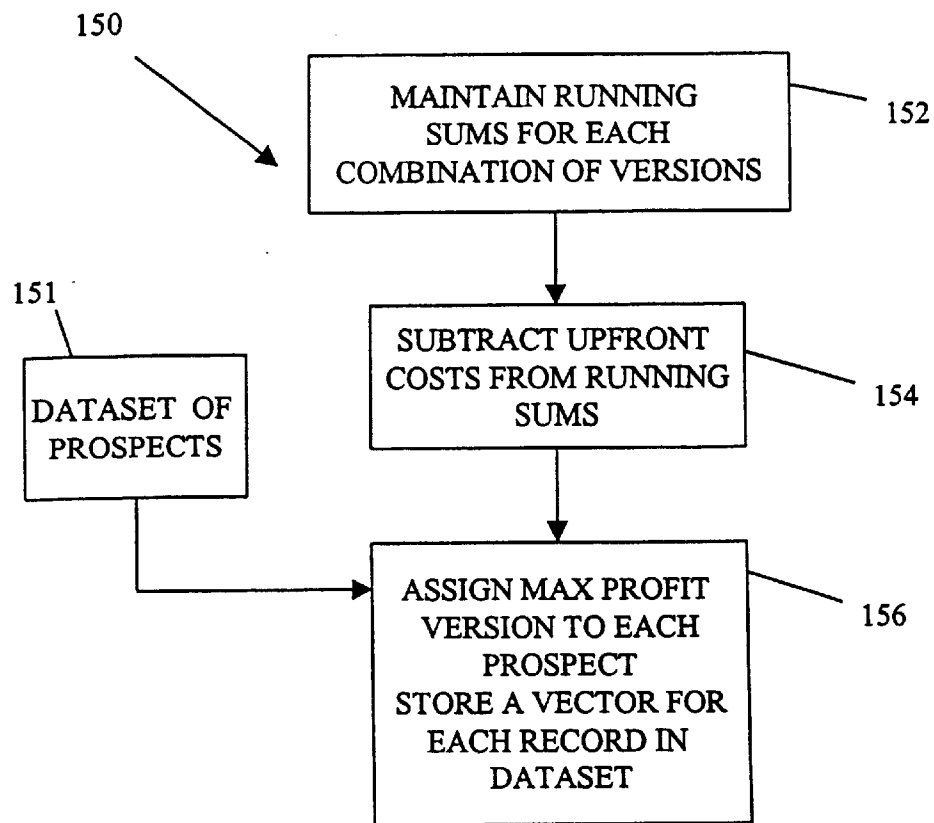 150
MAINTAIN RUNNING
SUMS FOR EACH
COMBINATION OF VERSIONS
152
SUBTRACT UPFRONT
COSTS FROM RUNNING
SUMS
154
151
DATASET OF
PROSPECTS
ASSIGN MAX PROFIT
VERSION TO EACH
PROSPECT
STORE A VECTOR FOR
EACH RECORD IN
DATASET
156